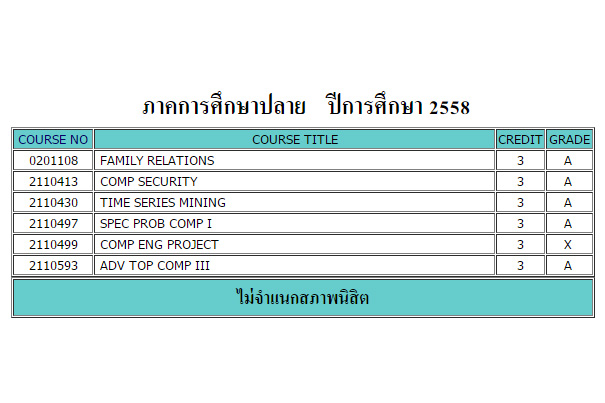 ภาคการศึกษาปลาย ปีการศึกษา 2558
COURSE NO COURSE TITLE CREDIT GRADE
0201108 FAMILY RELATIONS 3 A
2110413 COMP SECURITY 3 A
2110430 TIME SERIES MINING 3 A
2110497 SPEC PROB COMP I 3 A
2110499 COMP ENG PROJECT 3 X
2110593 ADV TOP COMP III 3 A
ไม่จำแนกสภาพนิสิต